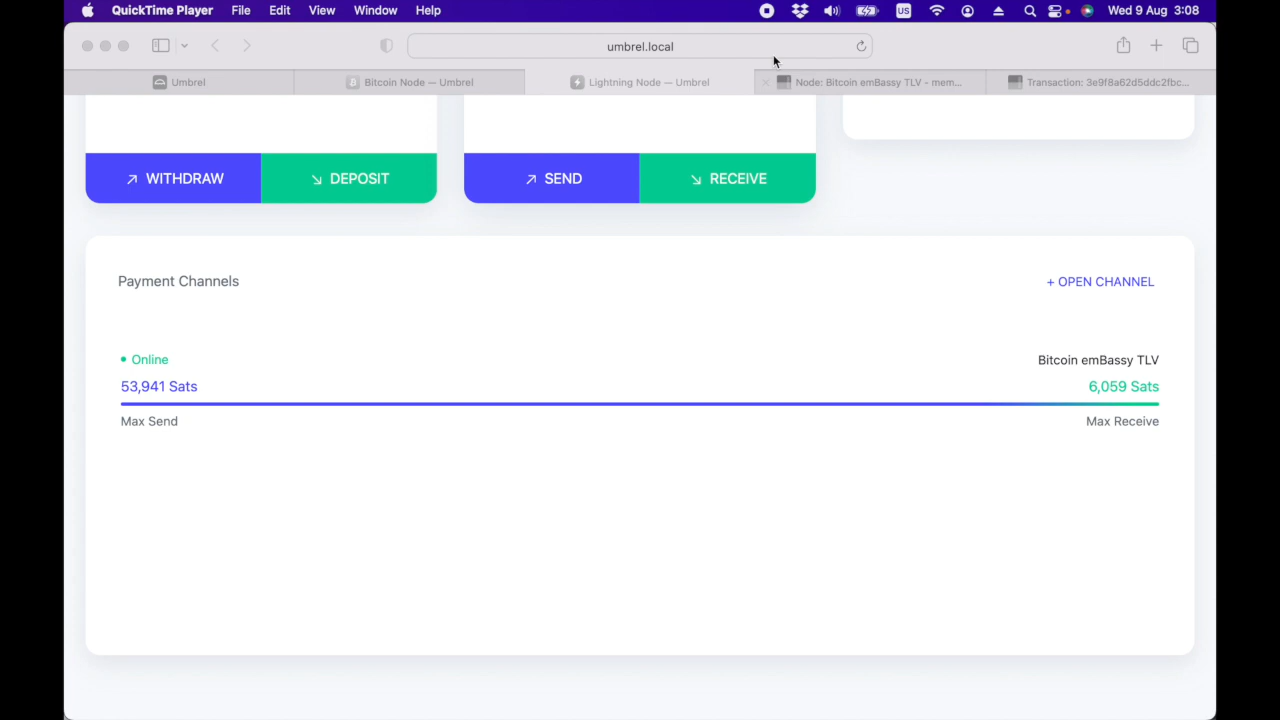 QuickTime Player File Edit View Window Help US Wed 9 Aug 3:08
umbrel.local
Umbrel
Bitcoin Node — Umbrel
Lightning Node — Umbrel
Node: Bitcoin emBassy TLV - mem...
Transaction: 3e9f8a62d5ddc2fbc...
WITHDRAW
DEPOSIT
SEND
RECEIVE
Payment Channels
+ OPEN CHANNEL
Online
Bitcoin emBassy TLV
53,941 Sats
6,059 Sats
Max Send
Max Receive